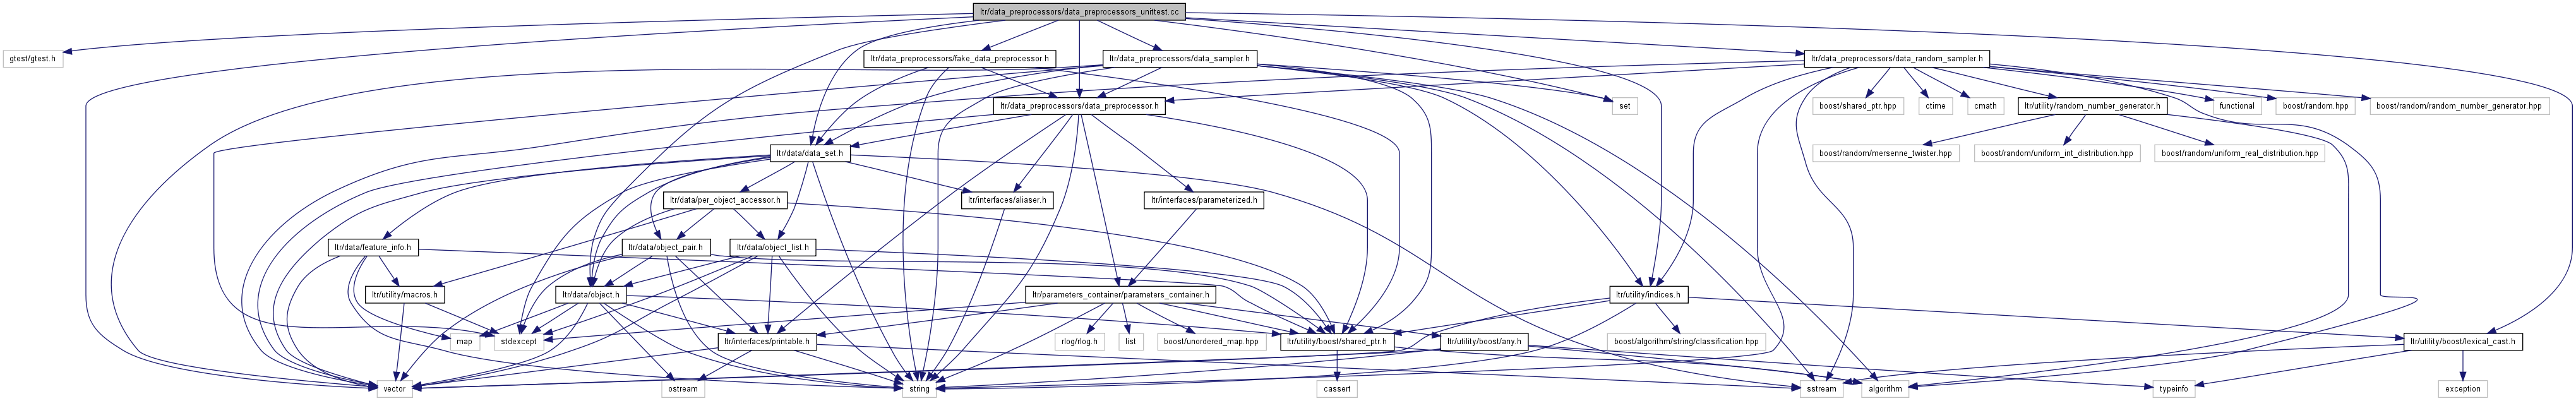 ltr/data_preprocessors/data_preprocessors_unittest.cc
gtest/gtest.h
ltr/data_preprocessors/fake_data_preprocessor.h
ltr/data_preprocessors/data_sampler.h
ltr/data_preprocessors/data_random_sampler.h
ltr/data_preprocessors/data_preprocessor.h
set
boost/shared_ptr.hpp
ctime
cmath
ltr/utility/random_number_generator.h
functional
boost/random.hpp
boost/random/random_number_generator.hpp
ltr/data/data_set.h
boost/random/mersenne_twister.hpp
boost/random/uniform_int_distribution.hpp
boost/random/uniform_real_distribution.hpp
ltr/data/per_object_accessor.h
ltr/interfaces/aliaser.h
ltr/interfaces/parameterized.h
ltr/data/feature_info.h
ltr/data/object_pair.h
ltr/data/object_list.h
ltr/utility/macros.h
ltr/data/object.h
ltr/parameters_container/parameters_container.h
ltr/utility/indices.h
map
stdexcept
ltr/interfaces/printable.h
rlog/rlog.h
list
boost/unordered_map.hpp
ltr/utility/boost/shared_ptr.h
ltr/utility/boost/any.h
boost/algorithm/string/classification.hpp
ltr/utility/boost/lexical_cast.h
vector
ostream
string
cassert
sstream
algorithm
typeinfo
exception